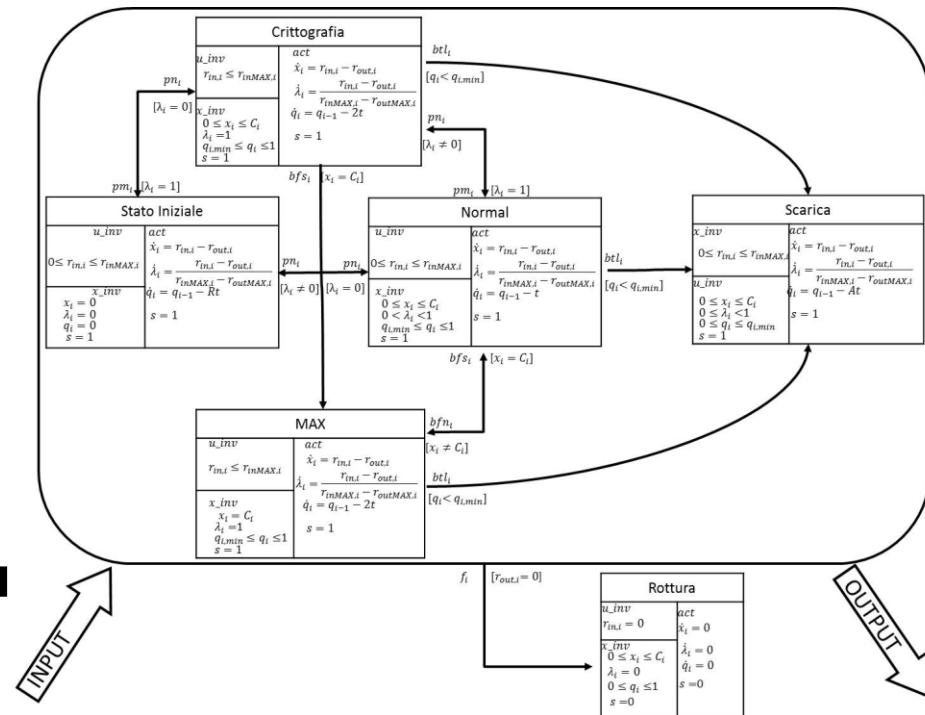 Crittografia
u_inv
r_{in,i} ≤ r_{inMAX,i}
x_inv
0 ≤ x_i ≤ C_i
λ_i =1
q_{i,min} ≤ q_i ≤1
s = 1
act
ẋ_i = r_{in,i} − r_{out,i}
λ̇_i = (r_{in,i} − r_{out,i}) / (r_{inMAX,i} − r_{outMAX,i})
q̇_i = q_{i−1} − 2t
s = 1
btl_i
[q_i < q_{i,min}]
pn_i
[λ_i = 0]
pn_i
[λ_i ≠ 0]
bfs_i [x_i = C_i]
pm_i [λ_i = 1]
pm_i [λ_i = 1]
Stato Iniziale
u_inv
0≤ r_{in,i} ≤ r_{inMAX,i}
x_inv
x_i = 0
λ_i = 0
q_i = 0
s = 1
act
ẋ_i = r_{in,i} − r_{out,i}
λ̇_i = (r_{in,i} − r_{out,i}) / (r_{inMAX,i} − r_{outMAX,i})
q̇_i = q_{i−1} − Rt
s = 1
pn_i
[λ_i ≠ 0]
pn_i
[λ_i = 0]
Normal
u_inv
0 ≤ r_{in,i} ≤ r_{inMAX,i}
x_inv
0 ≤ x_i ≤ C_i
0 < λ_i <1
q_{i,min} ≤ q_i ≤1
s = 1
act
ẋ_i = r_{in,i} − r_{out,i}
λ̇_i = (r_{in,i} − r_{out,i}) / (r_{inMAX,i} − r_{outMAX,i})
q̇_i = q_{i−1} − t
s = 1
btl_i
[q_i < q_{i,min}]
Scarica
x_inv
0≤ r_{in,i} ≤ r_{inMAX,i}
u_inv
0 ≤ x_i ≤ C_i
0 ≤ λ_i <1
0 ≤ q_i ≤ q_{i,min}
s = 1
act
ẋ_i = r_{in,i} − r_{out,i}
λ̇_i = (r_{in,i} − r_{out,i}) / (r_{inMAX,i} − r_{outMAX,i})
q̇_i = q_{i−1} − At
s = 1
bfs_i [x_i = C_i]
bfn_i
[x_i ≠ C_i]
MAX
u_inv
r_{in,i} ≤ r_{inMAX,i}
x_inv
x_i = C_i
λ_i =1
q_{i,min} ≤ q_i ≤1
s = 1
act
ẋ_i = r_{in,i} − r_{out,i}
λ̇_i = (r_{in,i} − r_{out,i}) / (r_{inMAX,i} − r_{outMAX,i})
q̇_i = q_{i−1} − 2t
s = 1
btl_i
[q_i < q_{i,min}]
f_i [r_{out,i} = 0]
Rottura
u_inv
r_{in,i} = 0
x_inv
0 ≤ x_i ≤ C_i
λ_i = 0
0 ≤ q_i ≤1
s=0
act
ẋ_i = 0
λ̇_i = 0
q̇_i = 0
s =0
INPUT
OUTPUT